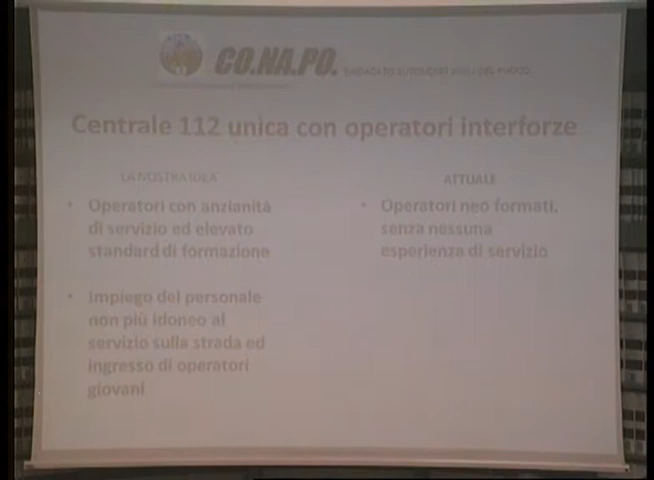 CO.NA.PO. SINDACATO AUTONOMO VIGILI DEL FUOCO
Centrale 112 unica con operatori interforze
LA NOSTRA IDEA
• Operatori con anzianità
di servizio ed elevato
standard di formazione
• Impiego del personale
non più idoneo al
servizio sulla strada ed
ingresso di operatori
giovani
ATTUALE
• Operatori neo formati,
senza nessuna
esperienza di servizio